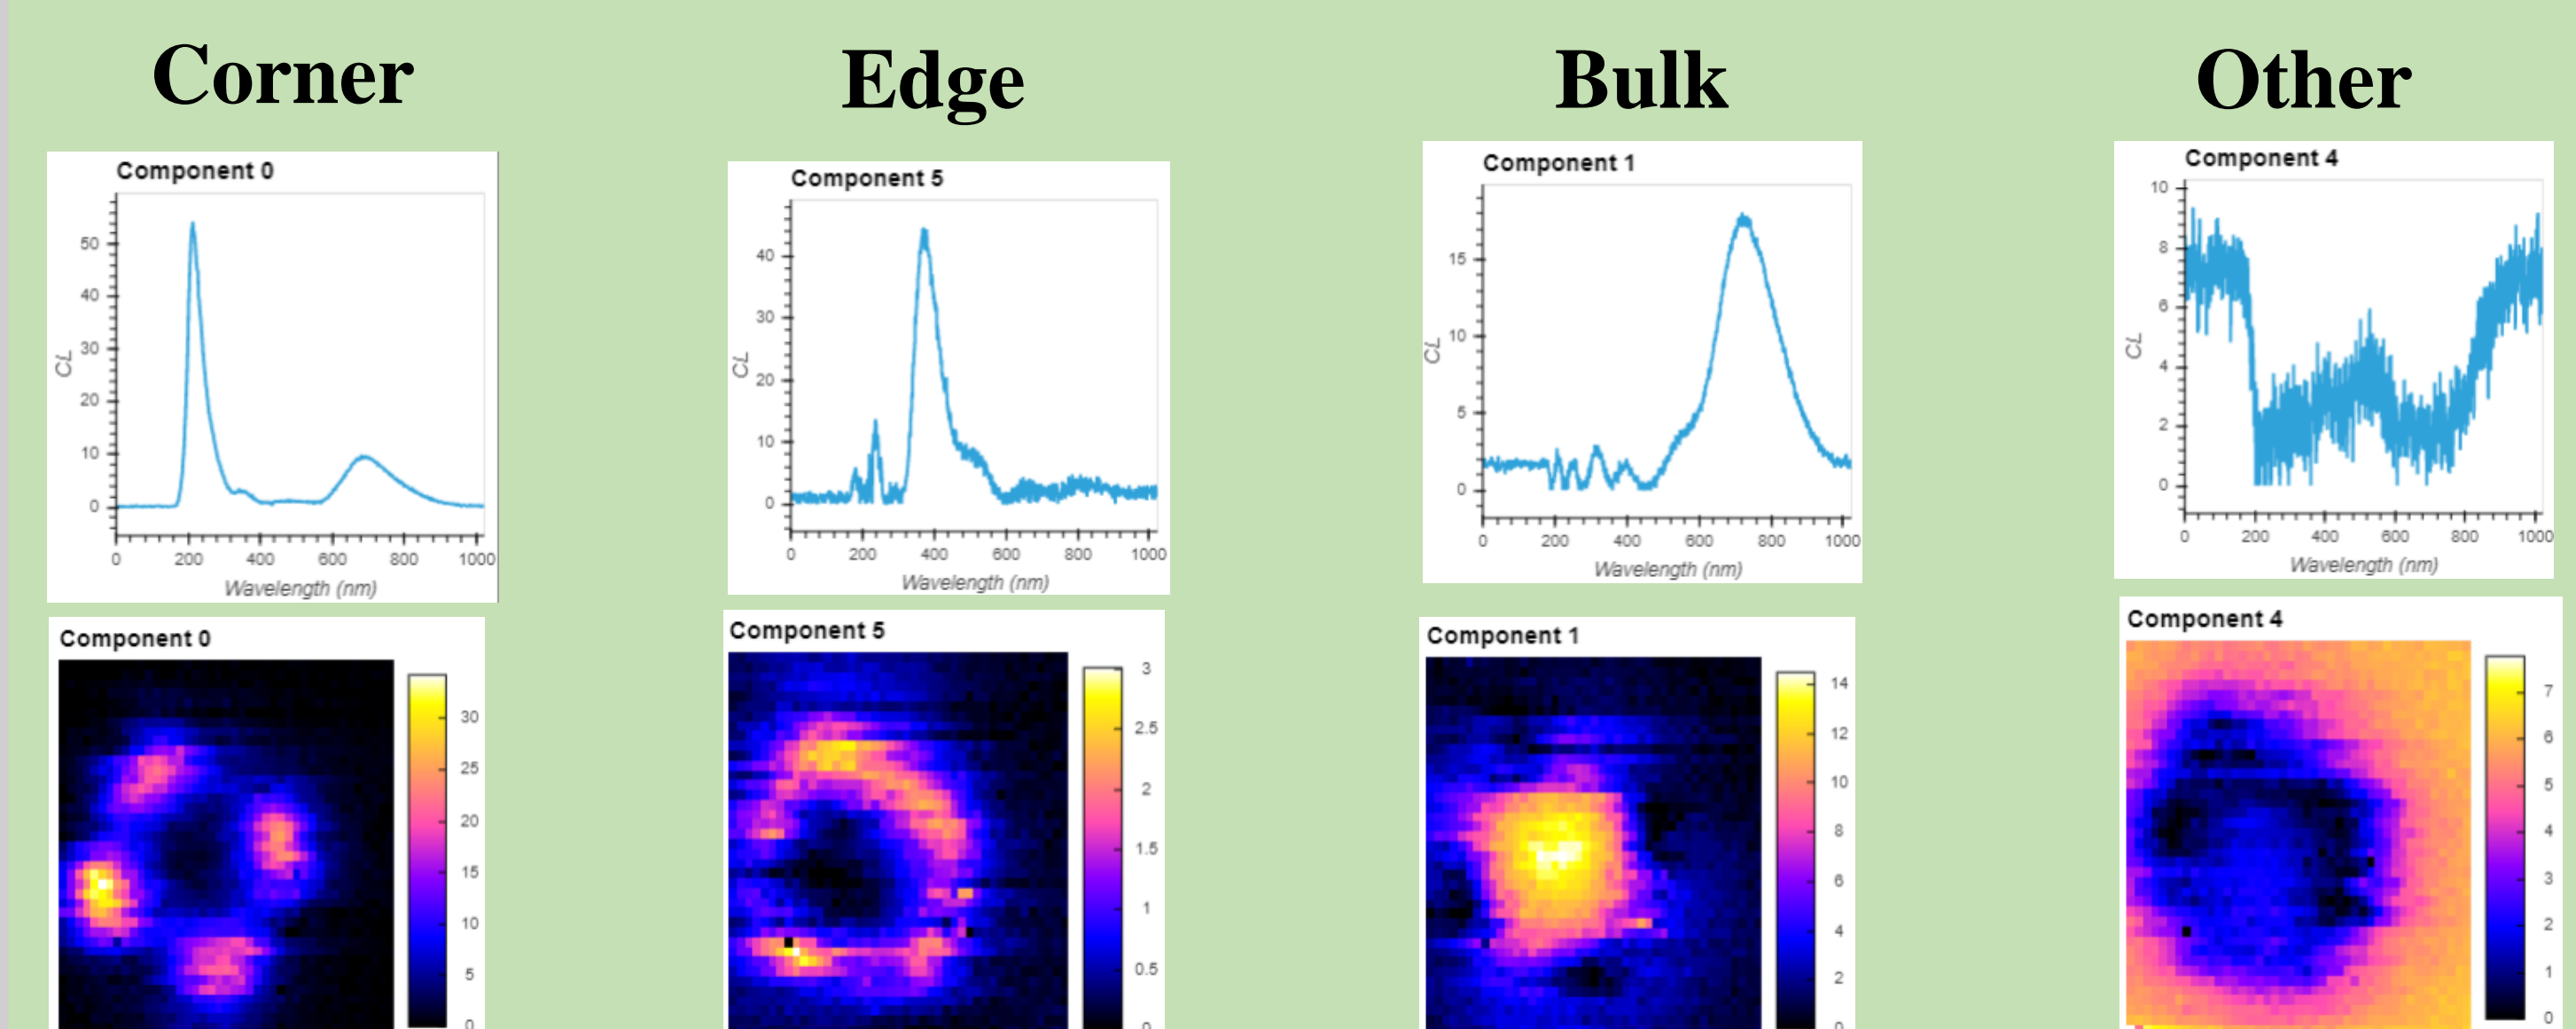 Corner
Edge
Bulk
Other
Component 0
50
40
30
20
10
0
CL
0 200 400 600 800 1000
Wavelength (nm)
Component 5
40
30
20
10
0
CL
0 200 400 600 800 1000
Wavelength (nm)
Component 1
15
10
5
0
CL
0 200 400 600 800 1000
Wavelength (nm)
Component 4
10
8
6
4
2
0
CL
0 200 400 600 800 1000
Wavelength (nm)
Component 0
30
25
20
15
10
5
0
Component 5
3
2.5
2
1.5
1
0.5
0
Component 1
14
12
10
8
6
4
2
0
Component 4
7
6
5
4
3
2
1
0